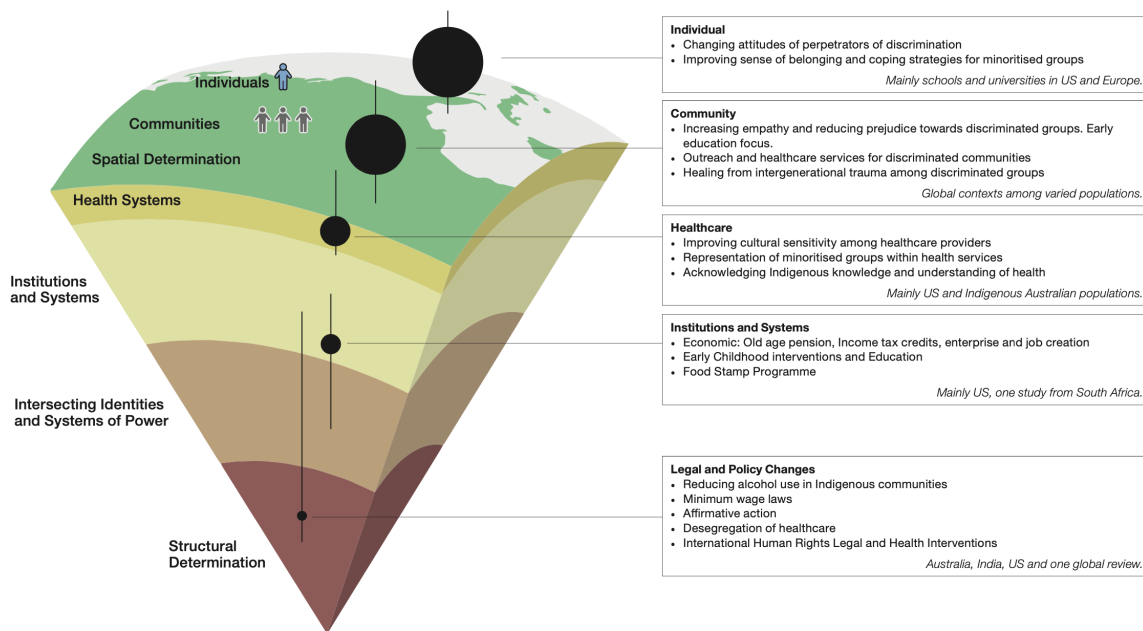 Individuals
Communities
Spatial Determination
Health Systems
Institutions
and Systems
Intersecting Identities
and Systems of Power
Structural
Determination
Individual
• Changing attitudes of perpetrators of discrimination
• Improving sense of belonging and coping strategies for minoritised groups
Mainly schools and universities in US and Europe.
Community
• Increasing empathy and reducing prejudice towards discriminated groups. Early
education focus.
• Outreach and healthcare services for discriminated communities
• Healing from intergenerational trauma among discriminated groups
Global contexts among varied populations.
Healthcare
• Improving cultural sensitivity among healthcare providers
• Representation of minoritised groups within health services
• Acknowledging Indigenous knowledge and understanding of health
Mainly US and Indigenous Australian populations.
Institutions and Systems
• Economic: Old age pension, Income tax credits, enterprise and job creation
• Early Childhood interventions and Education
• Food Stamp Programme
Mainly US, one study from South Africa.
Legal and Policy Changes
• Reducing alcohol use in Indigenous communities
• Minimum wage laws
• Affirmative action
• Desegregation of healthcare
• International Human Rights Legal and Health Interventions
Australia, India, US and one global review.